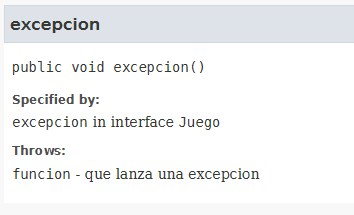 excepcion
public void excepcion()
Specified by:
excepcion in interface Juego
Throws:
funcion - que lanza una excepcion